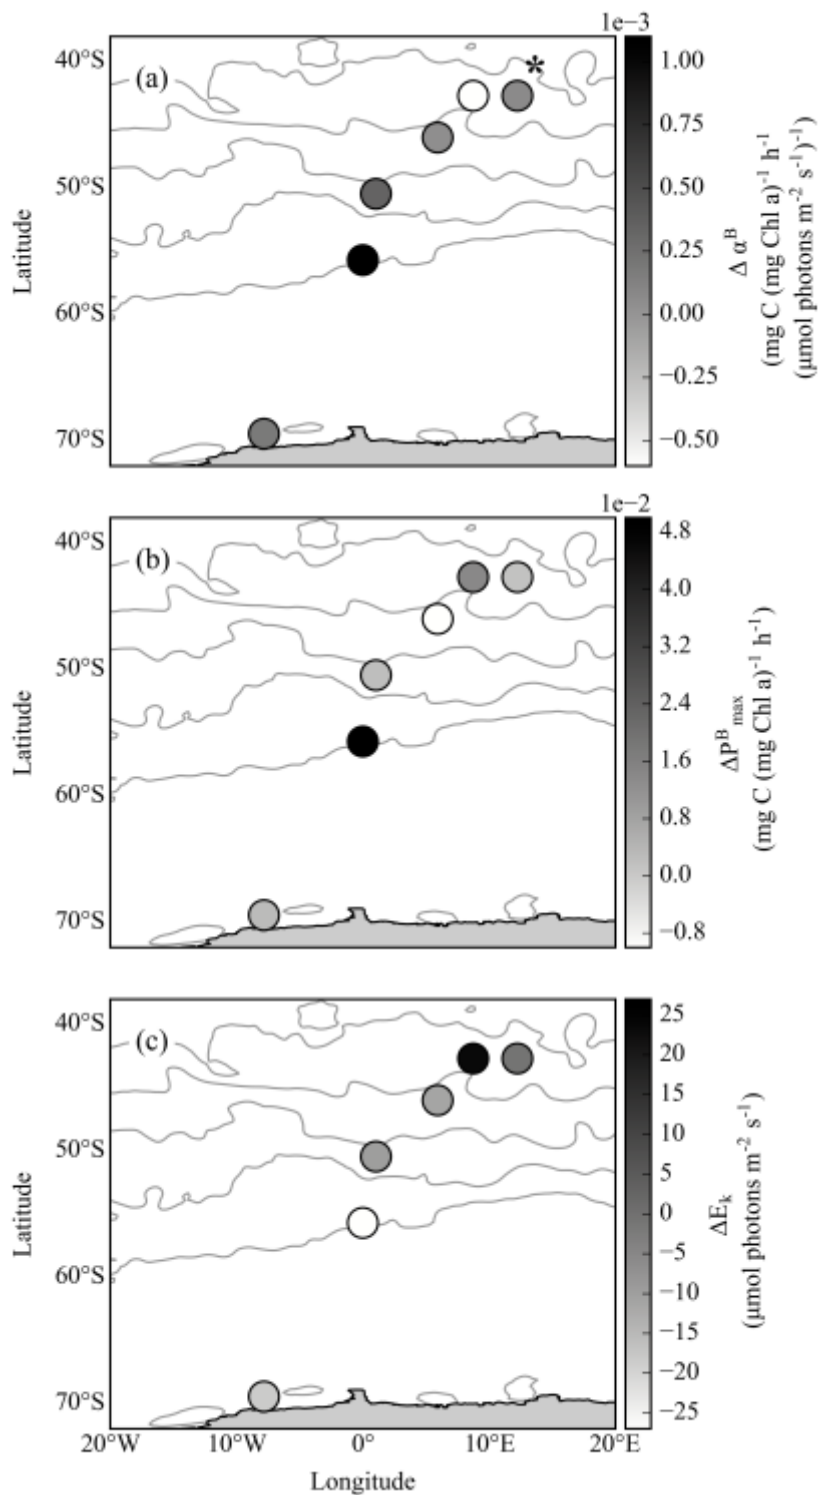 1e−3
(a)
*
40°S
50°S
60°S
70°S
Latitude
1.00
0.75
0.50
0.25
0.00
−0.25
−0.50
Δ αᴮ
(mg C (mg Chl a)⁻¹ h⁻¹
(μmol photons m⁻² s⁻¹)⁻¹)
1e−2
(b)
40°S
50°S
60°S
70°S
Latitude
4.8
4.0
3.2
2.4
1.6
0.8
0.0
−0.8
ΔPᴮmax
(mg C (mg Chl a)⁻¹ h⁻¹)
(c)
40°S
50°S
60°S
70°S
Latitude
25
20
15
10
5
0
−5
−10
−15
−20
−25
ΔEk
(μmol photons m⁻² s⁻¹)
20°W 10°W 0° 10°E 20°E
Longitude